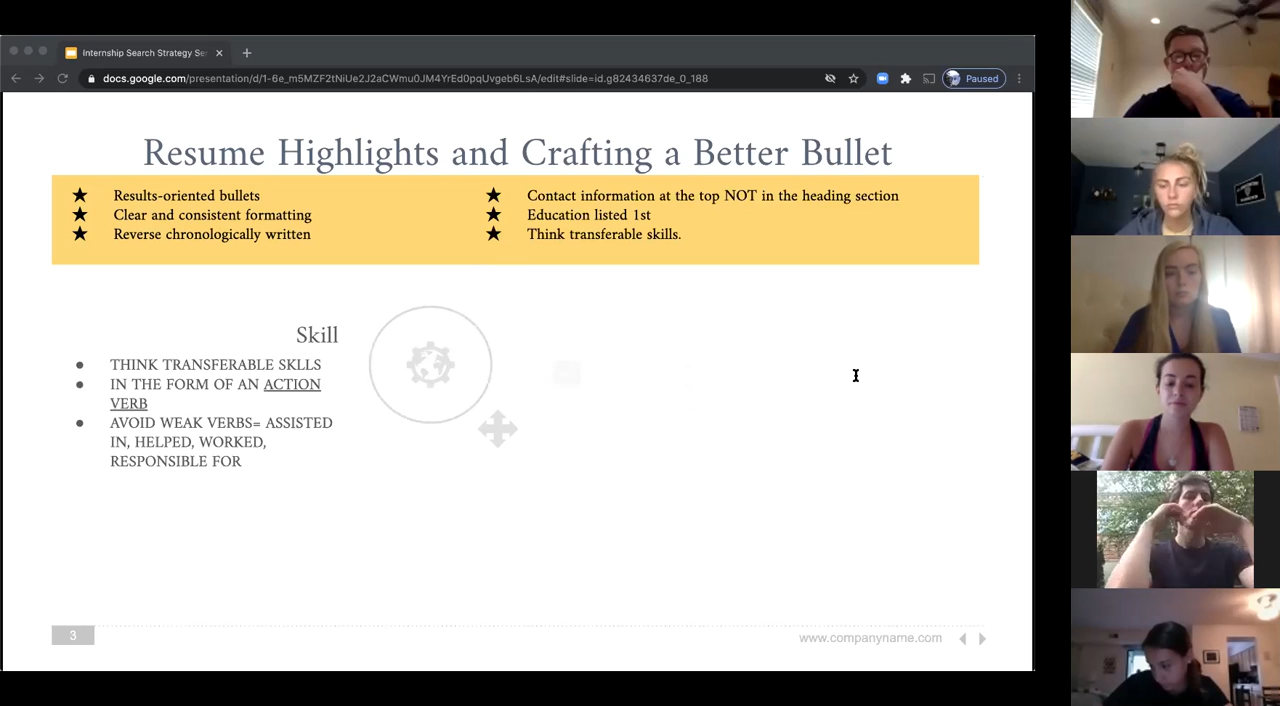 Internship Search Strategy Ser
docs.google.com/presentation/d/1-6e_m5MZF2tNiUe2J2aCWmu0JM4YrEd0pqUvgeb6LsA/edit#slide=id.g82434637de_0_188
Paused
Resume Highlights and Crafting a Better Bullet
Results-oriented bullets
Clear and consistent formatting
Reverse chronologically written
Contact information at the top NOT in the heading section
Education listed 1st
Think transferable skills.
Skill
THINK TRANSFERABLE SKLLS
IN THE FORM OF AN ACTION
VERB
AVOID WEAK VERBS= ASSISTED
IN, HELPED, WORKED,
RESPONSIBLE FOR
3
www.companyname.com